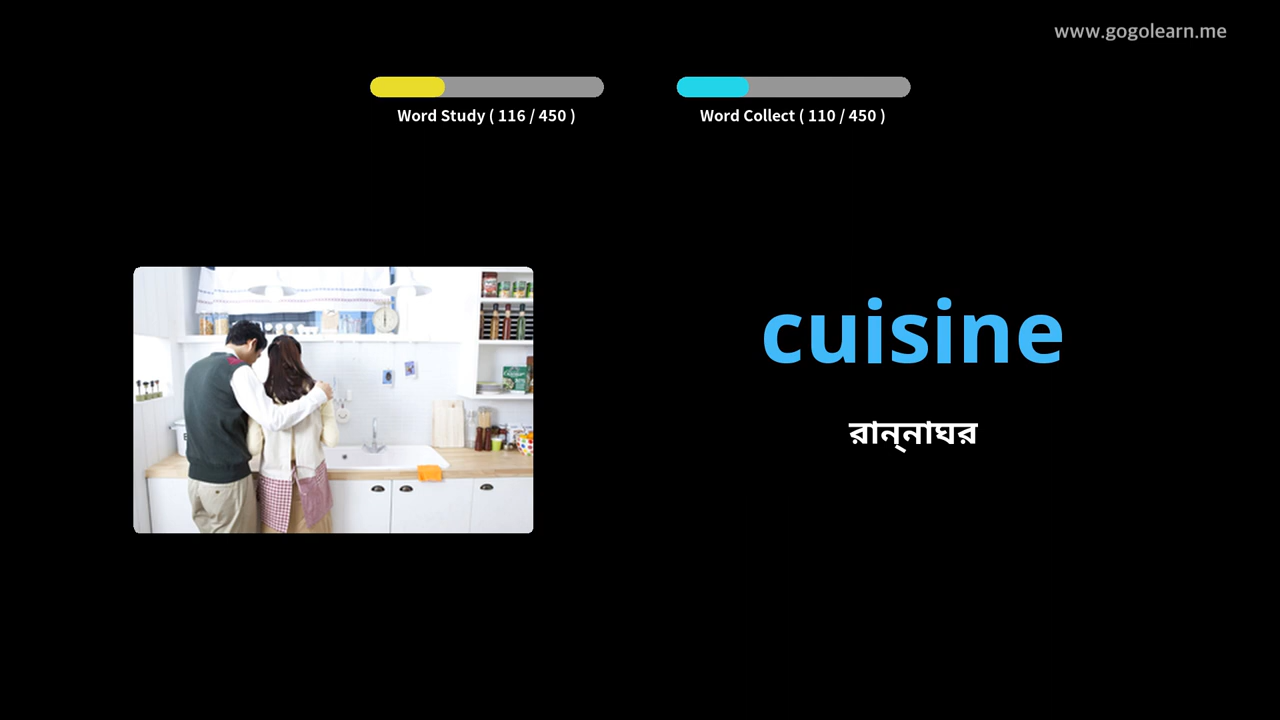 www.gogolearn.me
Word Study ( 116 / 450 )
Word Collect ( 110 / 450 )
cuisine
রান্নাঘর